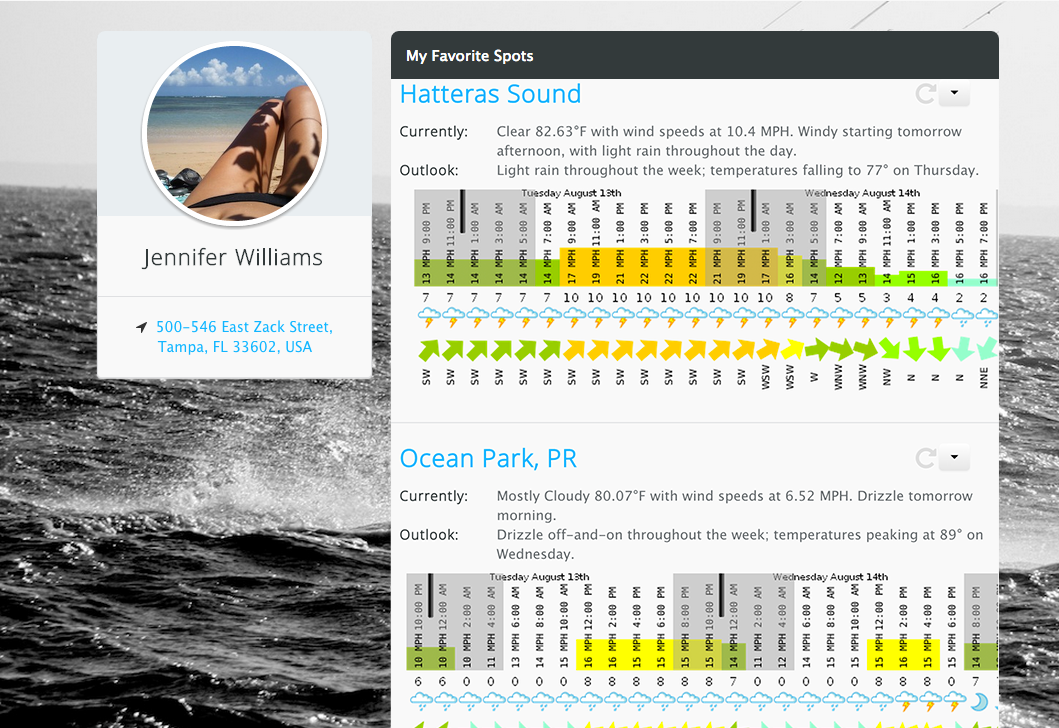 My Favorite Spots
Hatteras Sound
Currently: Clear 82.63°F with wind speeds at 10.4 MPH. Windy starting tomorrow
afternoon, with light rain throughout the day.
Outlook: Light rain throughout the week; temperatures falling to 77° on Thursday.
Tuesday August 13th Wednesday August 14th
9:00 PM 11:00 PM 1:00 AM 3:00 AM 5:00 AM 7:00 AM 9:00 AM 11:00 AM 1:00 PM 3:00 PM 5:00 PM 7:00 PM 9:00 PM 11:00 PM 1:00 AM 3:00 AM 5:00 AM 7:00 AM 9:00 AM 11:00 AM 1:00 PM 3:00 PM 5:00 PM 7:00 PM
13 MPH 14 MPH 14 MPH 14 MPH 14 MPH 14 MPH 17 MPH 19 MPH 21 MPH 22 MPH 22 MPH 22 MPH 21 MPH 19 MPH 17 MPH 16 MPH 14 MPH 12 MPH 13 MPH 14 MPH 15 MPH 16 MPH 16 MPH 16 MPH
7 7 7 7 7 7 10 10 10 10 10 10 10 10 10 8 7 5 5 3 4 4 2 2
SW SW SW SW SW SW SW SW SW SW SW SW SW SW WSW WSW W WNW WNW NW N N N NNE
Jennifer Williams
500-546 East Zack Street,
Tampa, FL 33602, USA
Ocean Park, PR
Currently: Mostly Cloudy 80.07°F with wind speeds at 6.52 MPH. Drizzle tomorrow
morning.
Outlook: Drizzle off-and-on throughout the week; temperatures peaking at 89° on
Wednesday.
Tuesday August 13th Wednesday August 14th
10:00 PM 12:00 AM 2:00 AM 4:00 AM 6:00 AM 8:00 AM 10:00 AM 12:00 PM 2:00 PM 4:00 PM 6:00 PM 8:00 PM 10:00 PM 12:00 AM 2:00 AM 4:00 AM 6:00 AM 8:00 AM 10:00 AM 12:00 PM 2:00 PM 4:00 PM 6:00 PM 8:00 PM
10 MPH 10 MPH 10 MPH 11 MPH 13 MPH 14 MPH 15 MPH 16 MPH 16 MPH 15 MPH 15 MPH 15 MPH 15 MPH 14 MPH 11 MPH 12 MPH 14 MPH 14 MPH 15 MPH 15 MPH 16 MPH 15 MPH 15 MPH 14 MPH
6 6 0 0 0 0 0 8 8 8 8 8 8 7 0 0 0 0 0 8 8 8 0 7